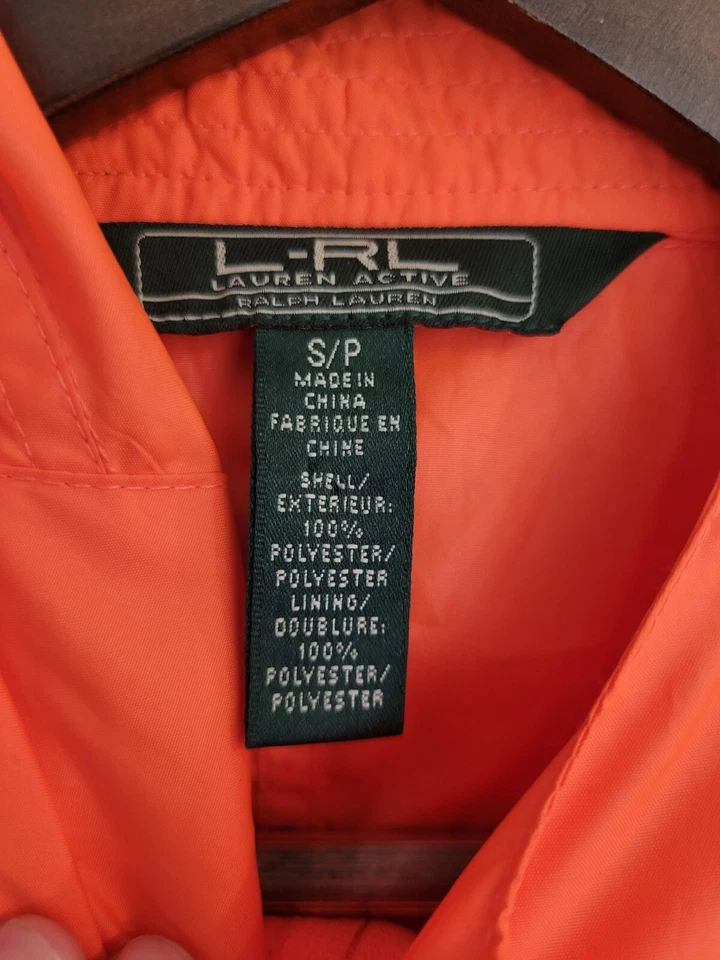 L-RL
LAUREN ACTIVE
RALPH LAUREN
S/P
MADE IN
CHINA
FABRIQUE EN
CHINE
SHELL/
EXTERIEUR:
100%
POLYESTER/
POLYESTER
LINING/
DOUBLURE:
100%
POLYESTER/
POLYESTER